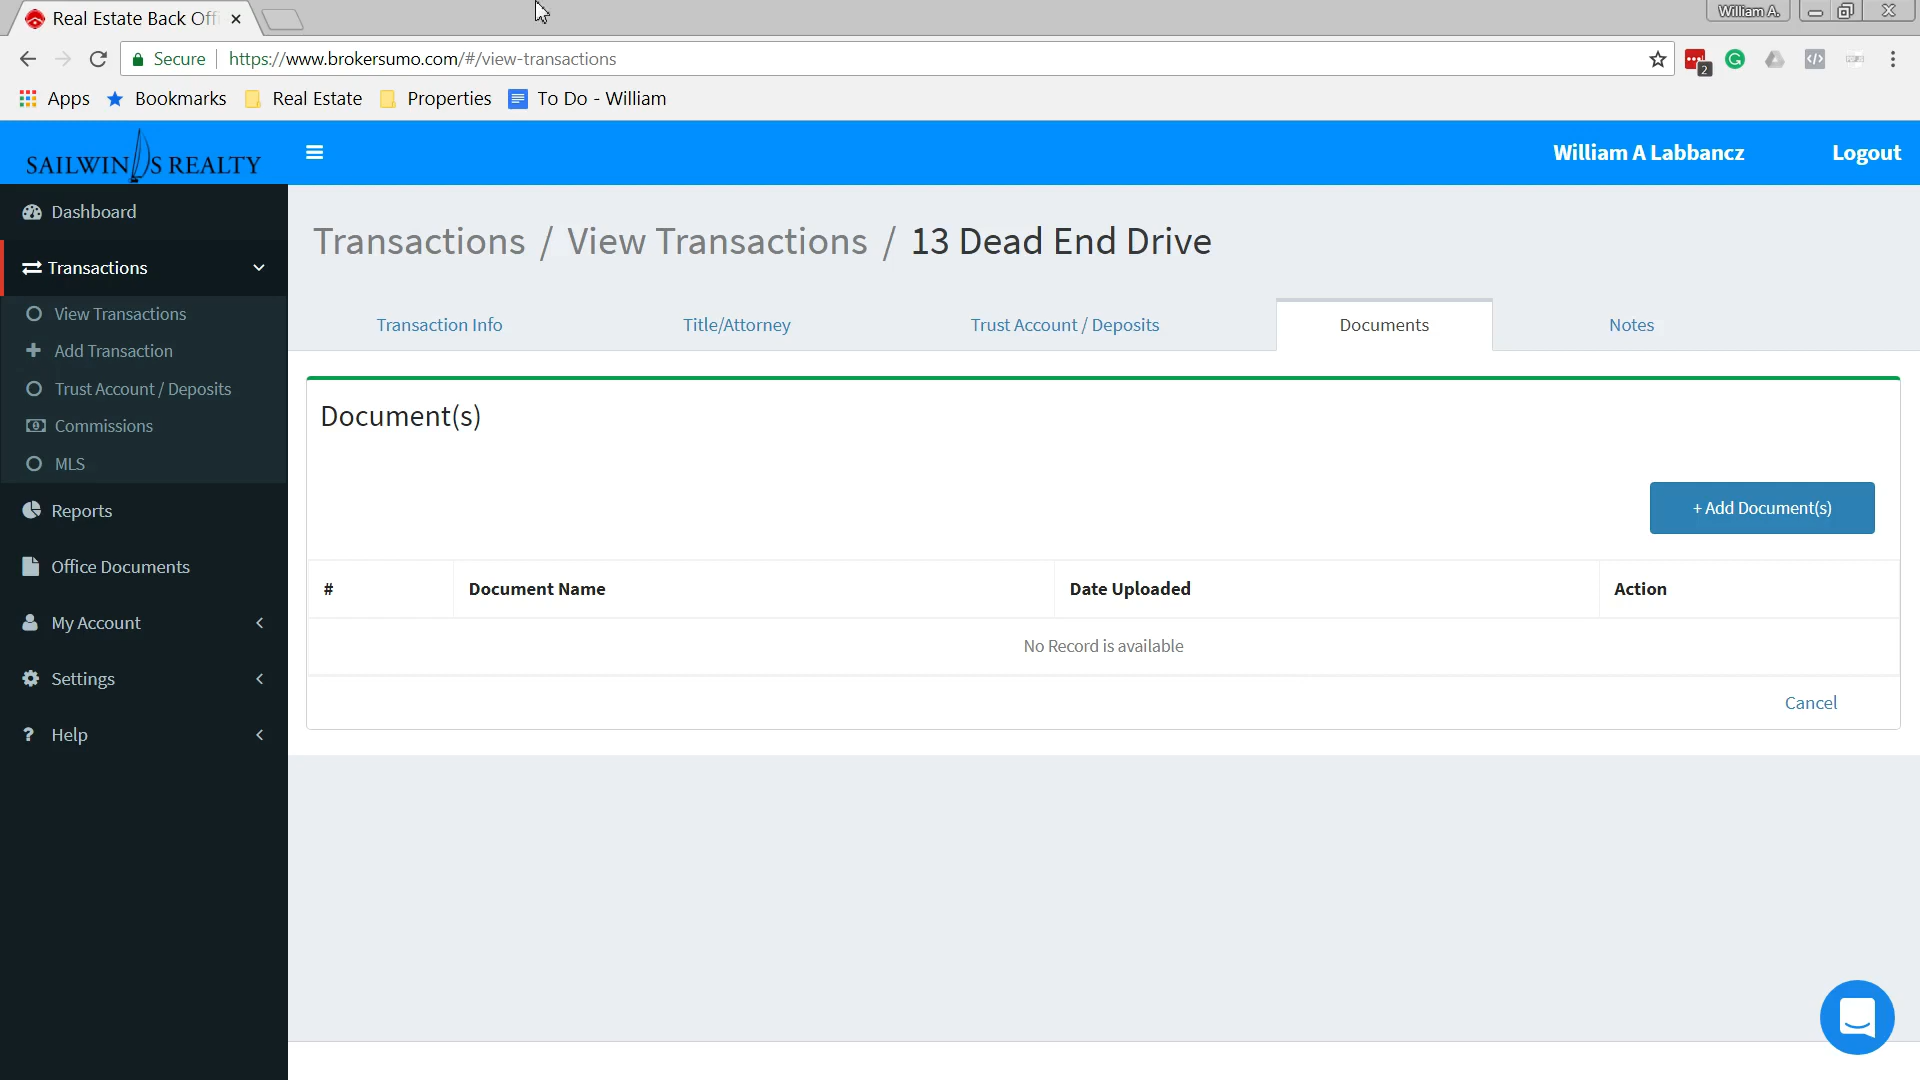 Real Estate Back Offi
William A.
Secure
https://www.brokersumo.com/#/view-transactions
2
Apps
Bookmarks
Real Estate
Properties
To Do - William
SAILWINDS REALTY
William A Labbancz
Logout
Dashboard
Transactions
View Transactions
Add Transaction
Trust Account / Deposits
Commissions
MLS
Reports
Office Documents
My Account
Settings
Help
Transactions / View Transactions / 13 Dead End Drive
Transaction Info
Title/Attorney
Trust Account / Deposits
Documents
Notes
Document(s)
+ Add Document(s)
# Document Name Date Uploaded Action
No Record is available
Cancel